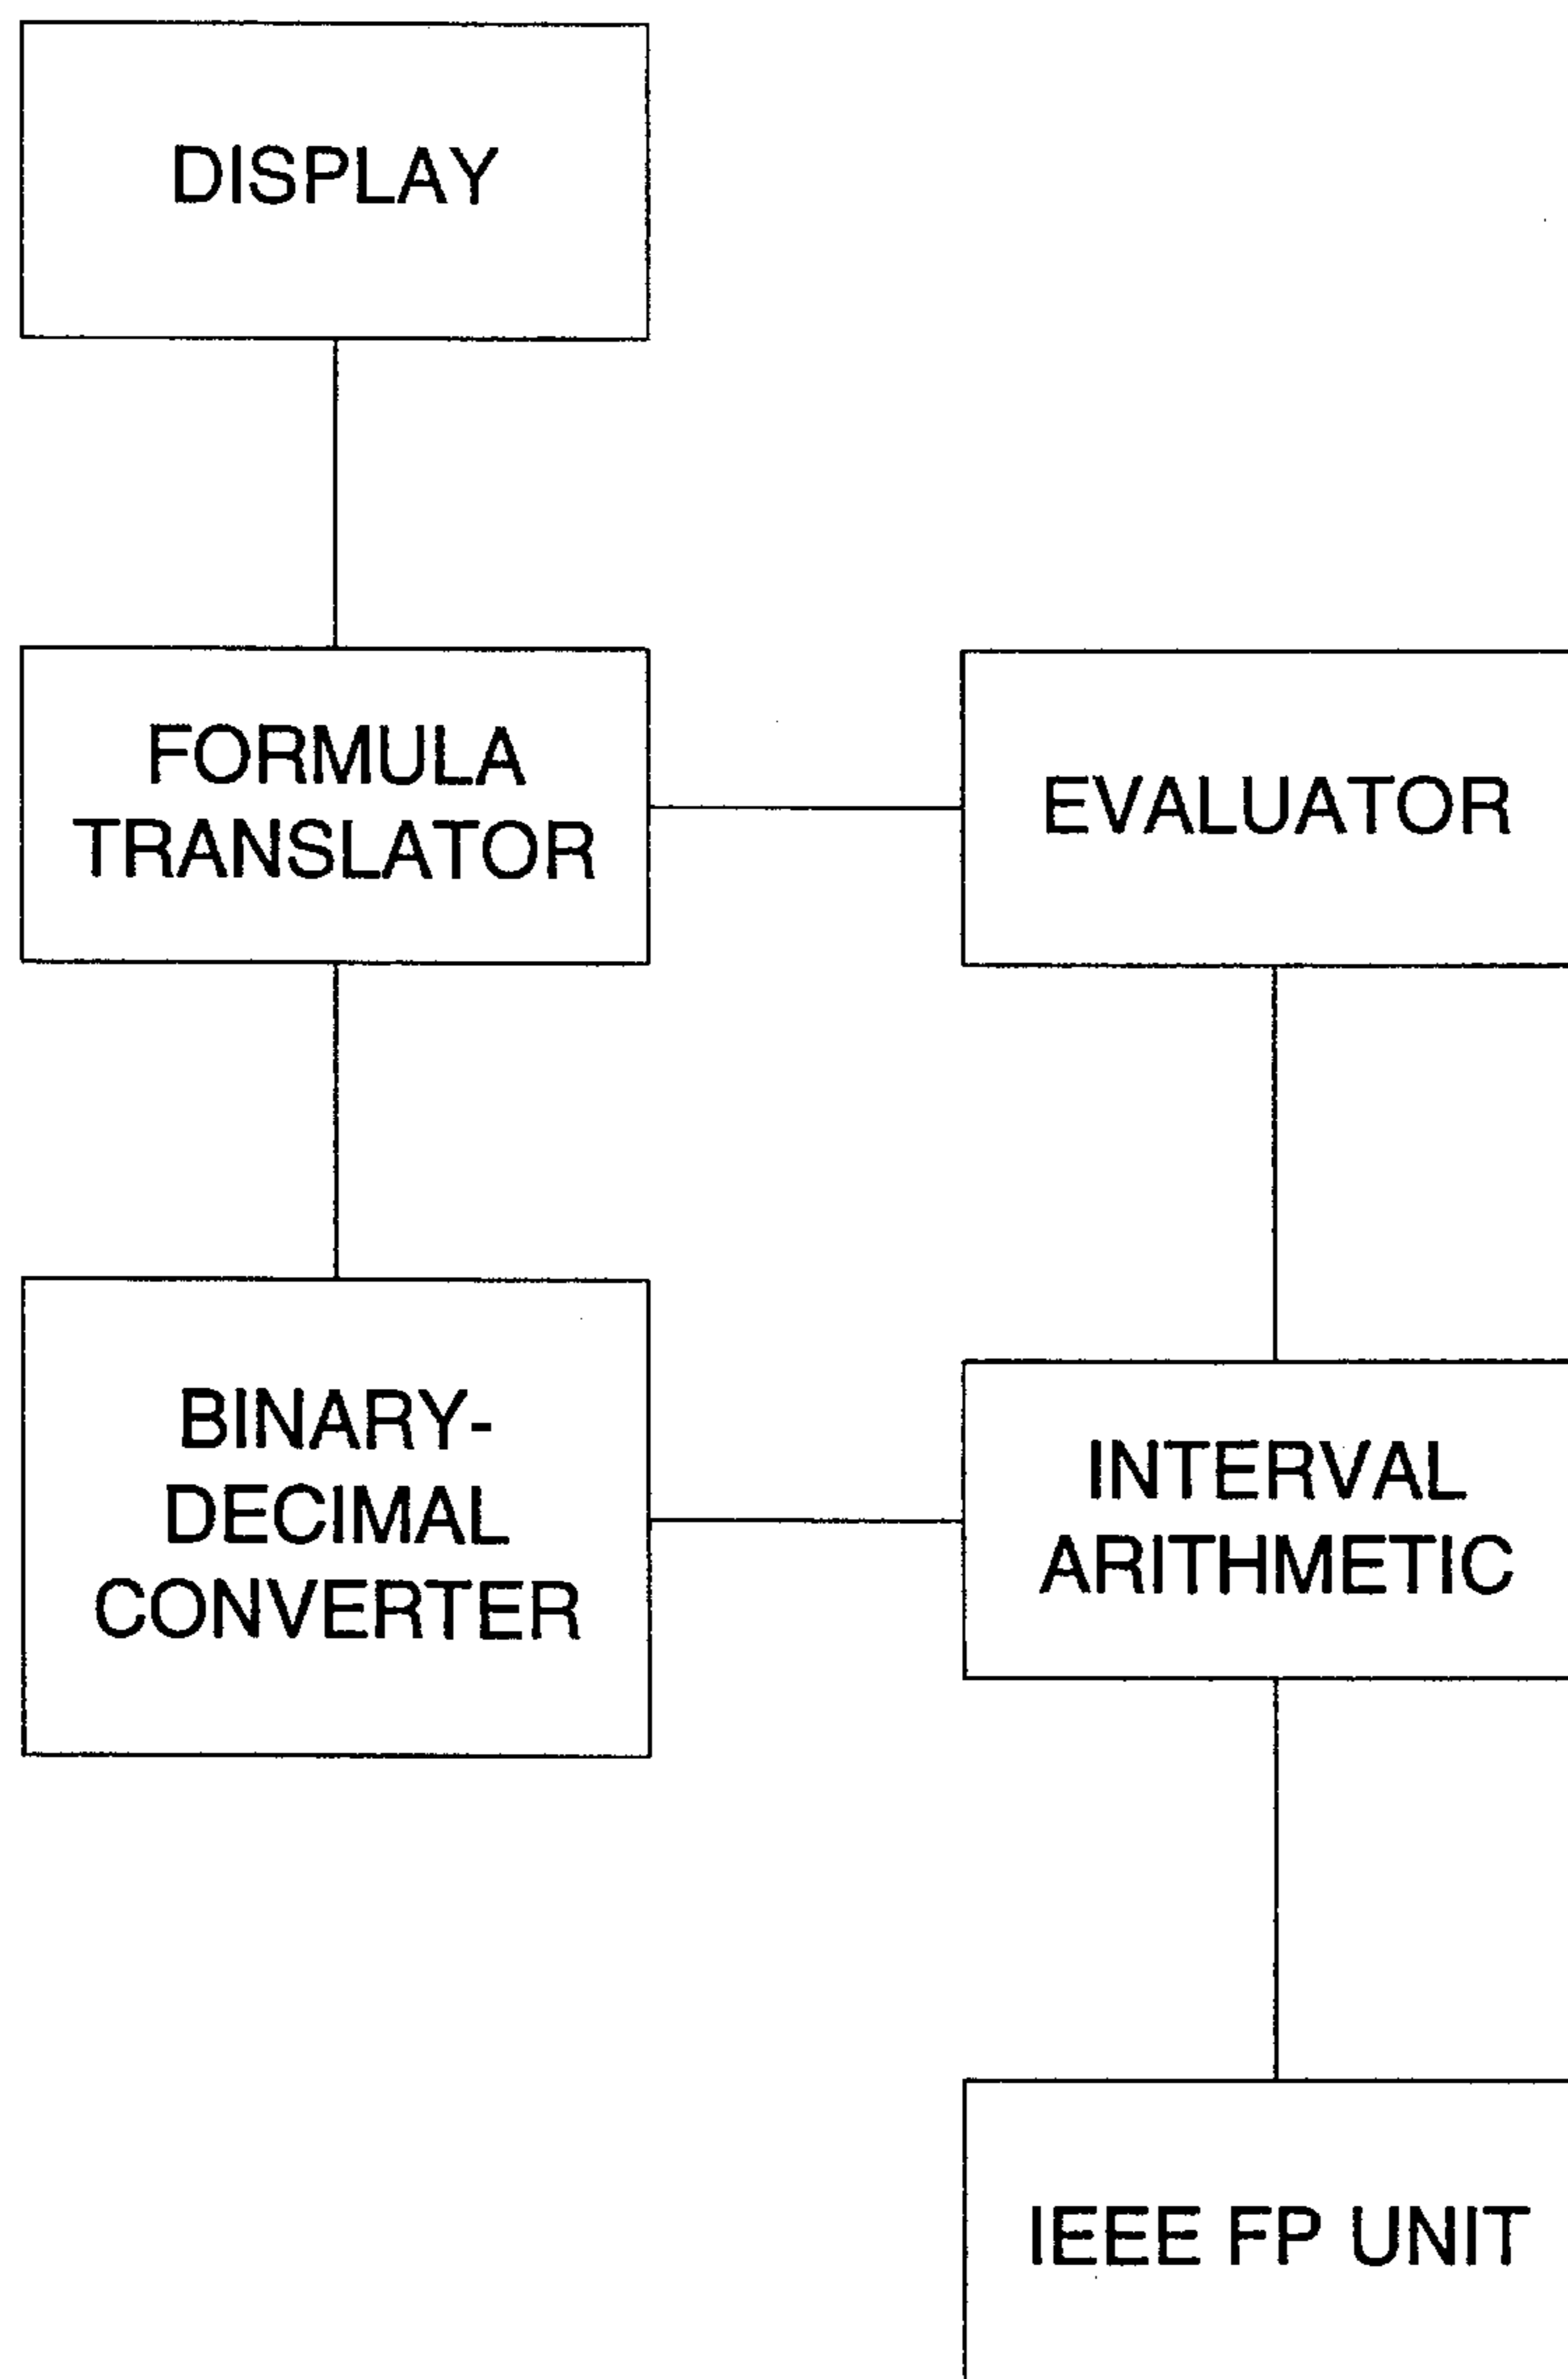 DISPLAY
FORMULA
TRANSLATOR
EVALUATOR
BINARY-
DECIMAL
CONVERTER
INTERVAL
ARITHMETIC
IEEE FP UNIT